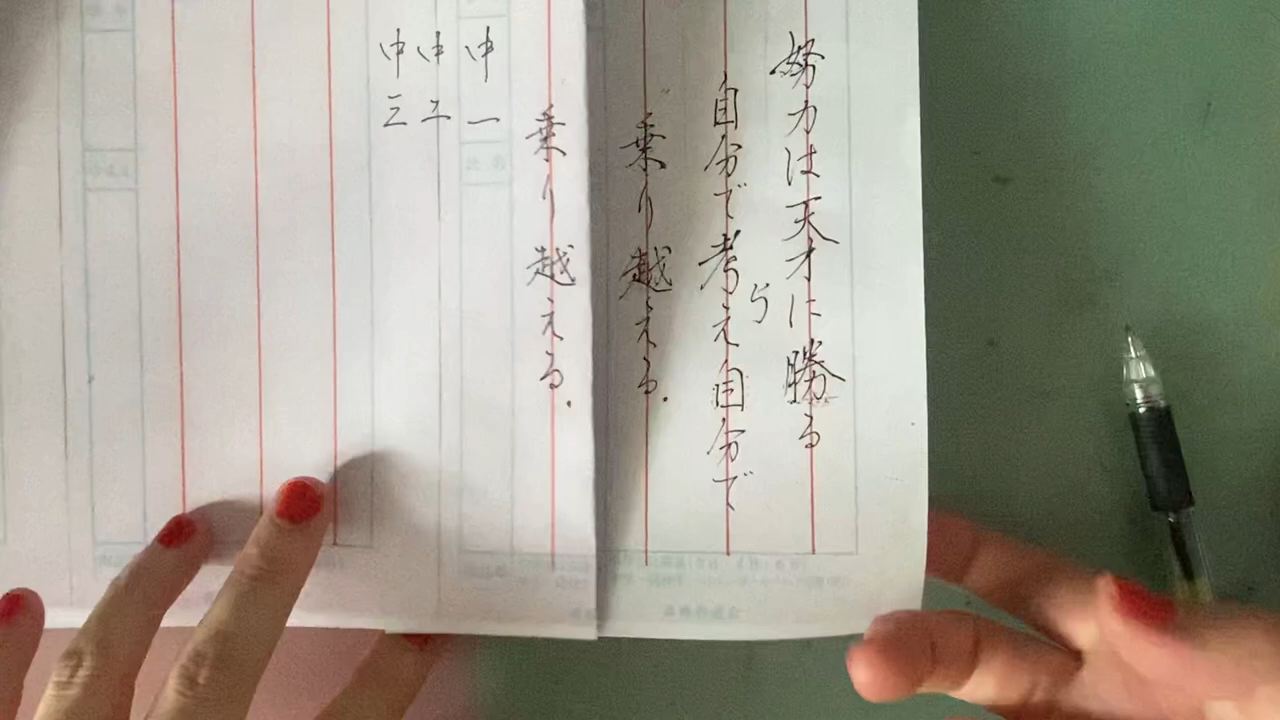 努力は天才に勝る
自分で考え自分で
乗り越える.
乗り越える.
中一
中二
中三